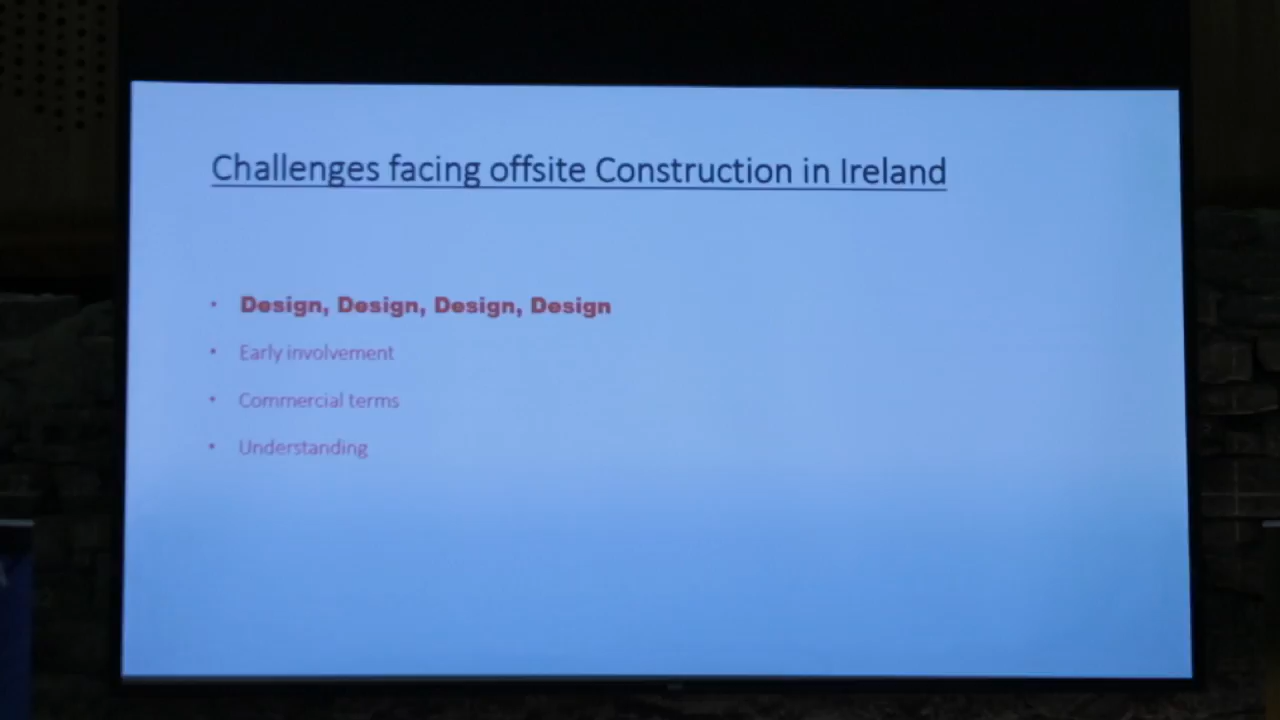 Challenges facing offsite Construction in Ireland
• Design, Design, Design, Design
• Early involvement
• Commercial terms
• Understanding